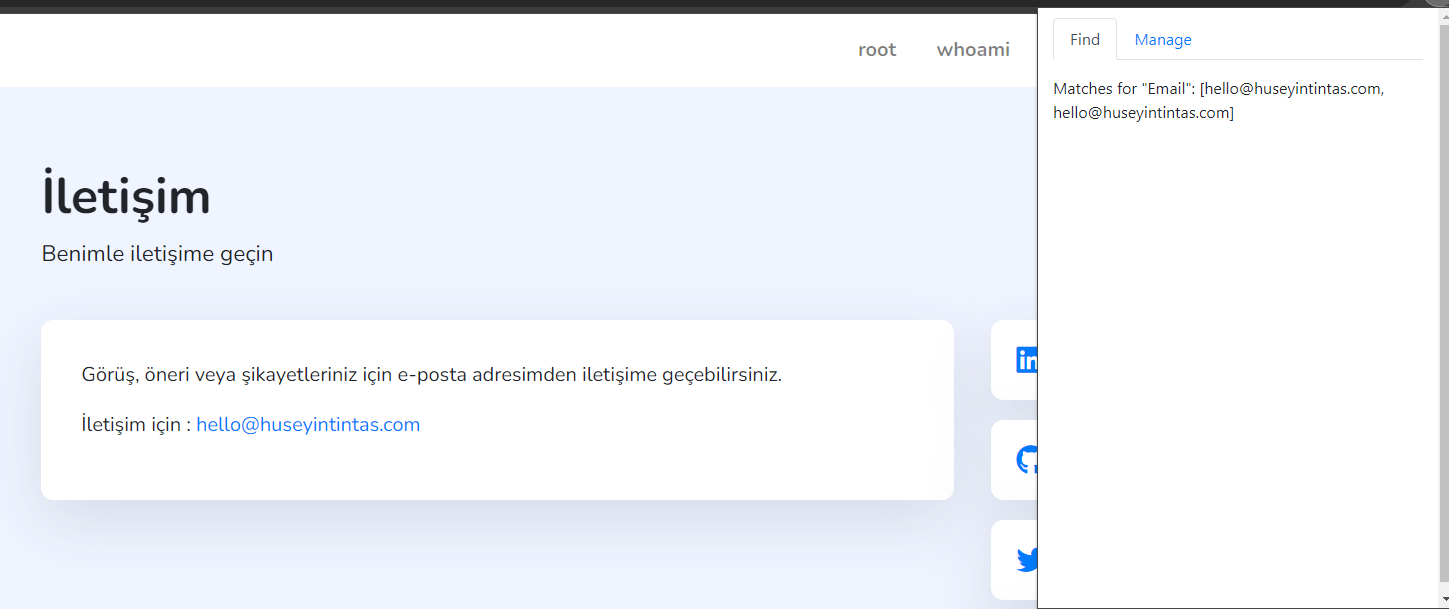 root
whoami
Find
Manage
Matches for "Email": [hello@huseyintintas.com,
hello@huseyintintas.com]
İletişim
Benimle iletişime geçin
Görüş, öneri veya şikayetleriniz için e-posta adresimden iletişime geçebilirsiniz.
İletişim için : hello@huseyintintas.com